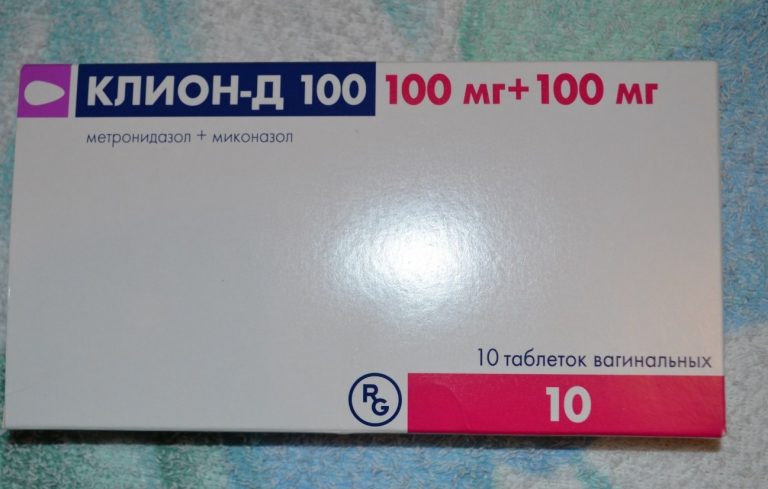 КЛИОН-Д 100 100 мг+100 мг
метронидазол + миконазол
10 таблеток вагинальных
RG 10